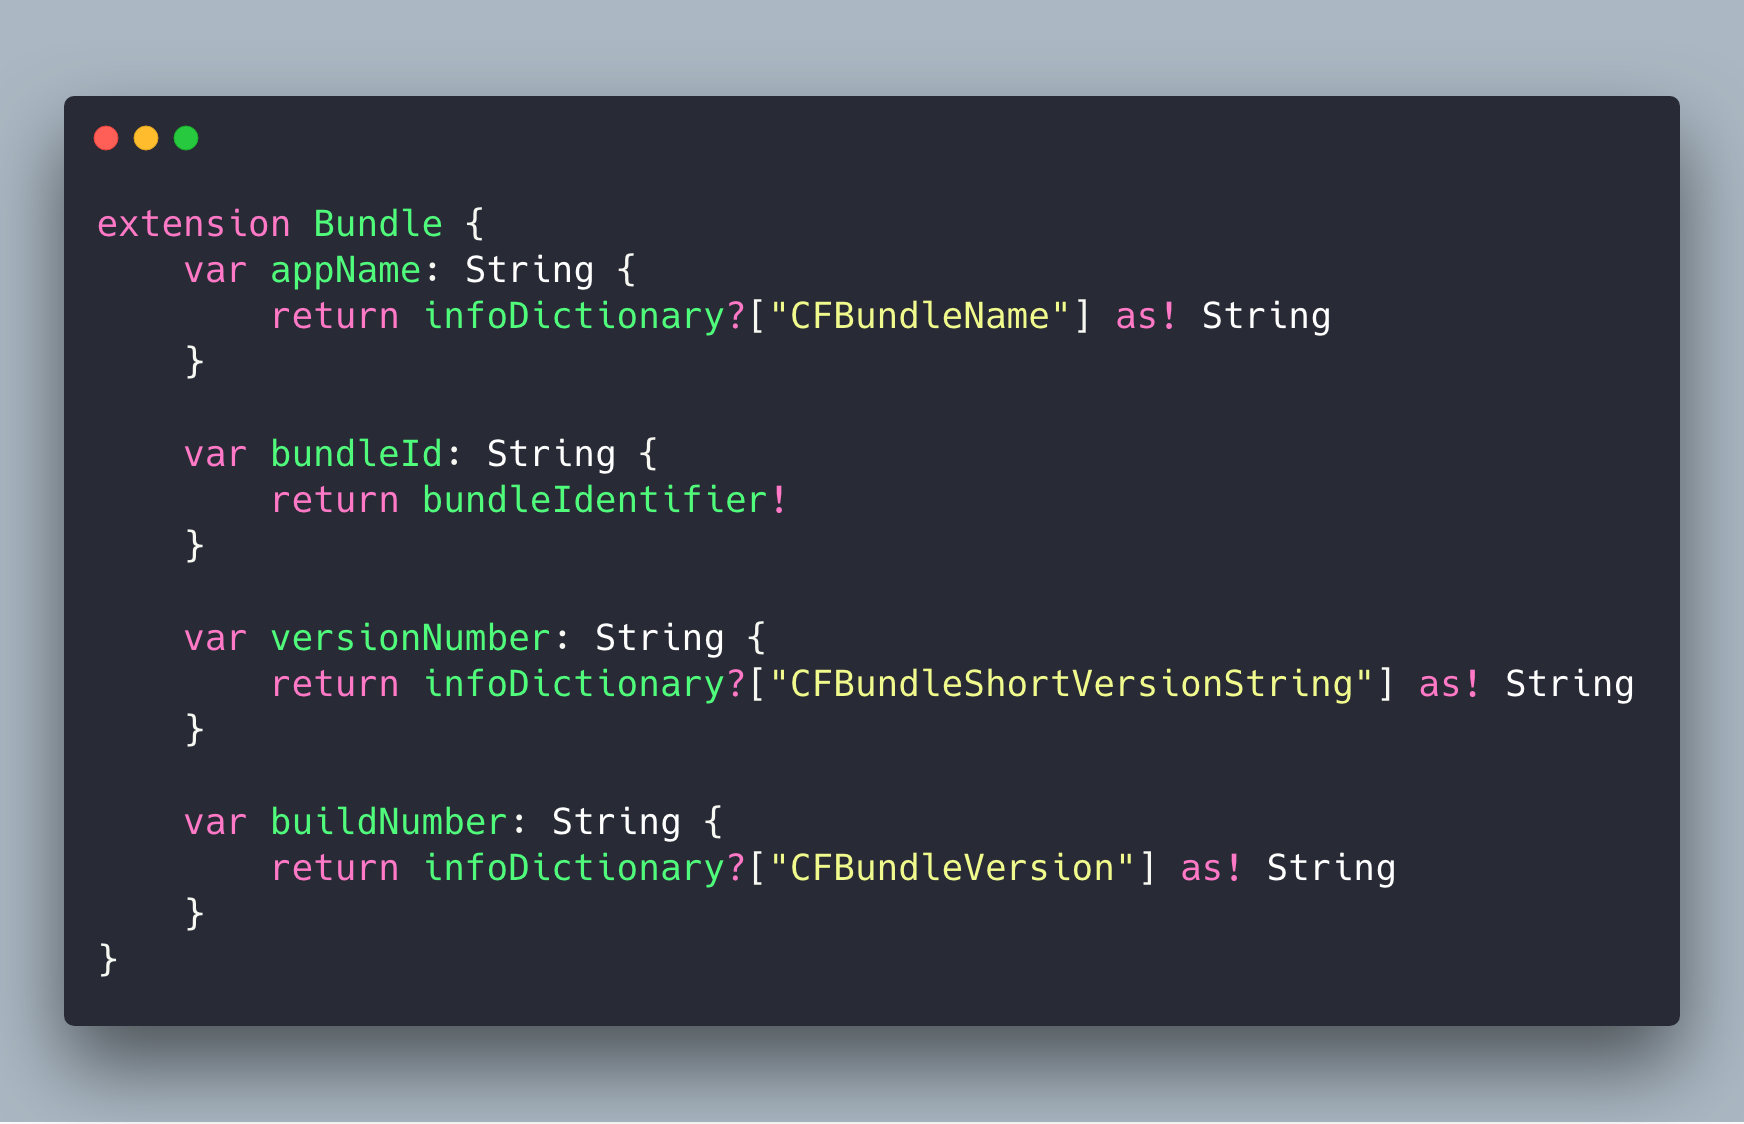 extension Bundle {
    var appName: String {
        return infoDictionary?["CFBundleName"] as! String
    }

    var bundleId: String {
        return bundleIdentifier!
    }

    var versionNumber: String {
        return infoDictionary?["CFBundleShortVersionString"] as! String
    }

    var buildNumber: String {
        return infoDictionary?["CFBundleVersion"] as! String
    }
}